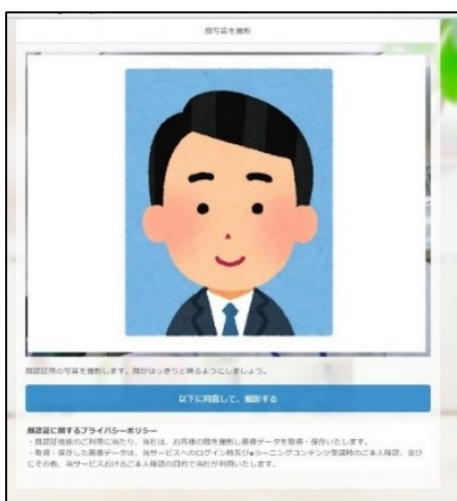 顔写真を撮影
顔認証用の写真を撮影します。顔がはっきりと映るようにしましょう。
以下に同意して、撮影する
顔認証に関するプライバシーポリシー
・顔認証機能のご利用に当たり、当社は、お客様の顔を撮影し画像データを取得・保存いたします。
・取得・保存した画像データは、当サービスへのログイン時及びeラーニングコンテンツ受講時のご本人確認、並び
にその他、当サービスおけるご本人確認の目的で当社が利用いたします。